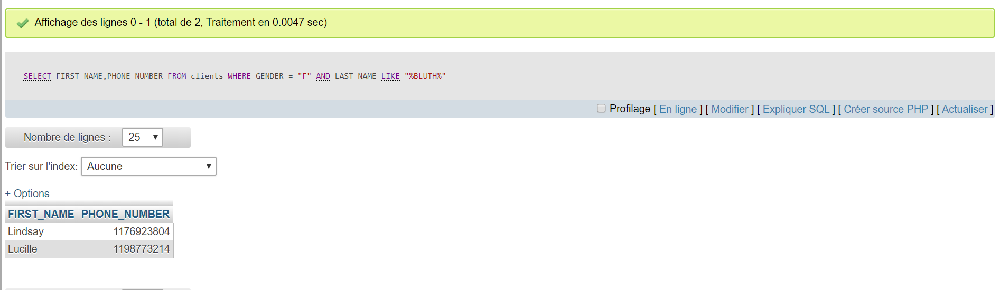 Affichage des lignes 0 - 1 (total de 2, Traitement en 0.0047 sec)
SELECT FIRST_NAME,PHONE_NUMBER FROM clients WHERE GENDER = "F" AND LAST_NAME LIKE "%BLUTH%"
Profilage [ En ligne ] [ Modifier ] [ Expliquer SQL ] [ Créer source PHP ] [ Actualiser ]
Nombre de lignes : 25
Trier sur l'index: Aucune
+ Options
FIRST_NAME PHONE_NUMBER
Lindsay 1176923804
Lucille 1198773214